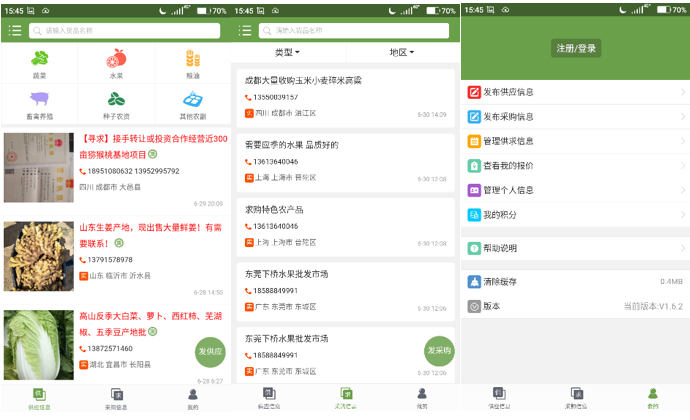 15:45
70%
请输入货品名称
蔬菜
水果
粮油
畜禽养殖
种子农资
其他农副
【寻求】接手转让或投资合作经营近300
亩猕猴桃基地项目
18951080632 13952995792
四川 成都市 大邑县
6-29 20:09
山东生姜产地，现出售大量鲜姜！有需
要联系！
13791578978
山东 临沂市 沂水县
6-28 14:50
高山反季大白菜、萝卜、西红柿、芜湖
椒、五季豆产地批
13872571460
湖北 宜昌市 长阳县
6-28 6:27
发供应
供应信息
采购信息
我的
15:45
70%
请输入货品名称
类型
地区
成都大量收购玉米小麦碎米高粱
13550039157
四川 成都市 温江区
6-30 14:09
需要应季的水果 品质好的
13613640046
买 上海 上海市 普陀区
6-30 12:08
求购特色农产品
13613640046
买 上海 上海市 普陀区
6-30 12:08
东莞下桥水果批发市场
18588849991
买 广东 东莞市 东城区
6-30 12:06
东莞下桥水果批发市场
18588849991
买 广东 东莞市 东城区
6-30 12:06
发采购
供应信息
采购信息
我的
15:45
70%
注册/登录
发布供应信息
发布采购信息
管理供求信息
查看我的报价
管理个人信息
我的积分
帮助说明
清除缓存
0.4MB
版本
当前版本:V1.6.2
供应信息
采购信息
我的